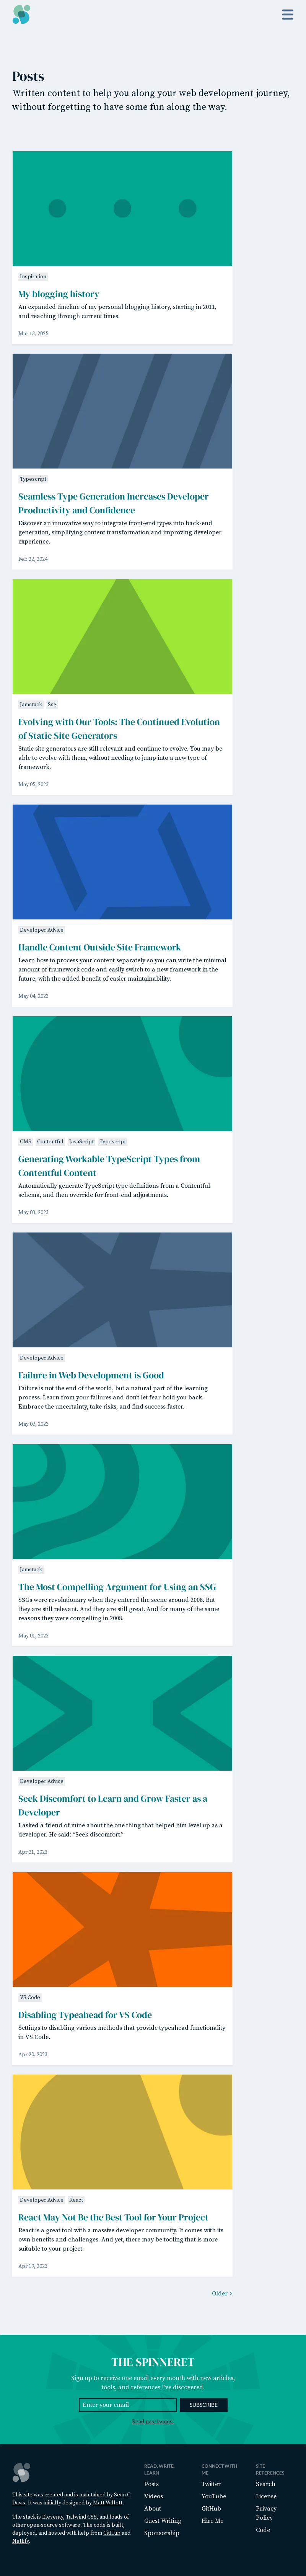 Posts
Written content to help you along your web development journey,
without forgetting to have some fun along the way.
Inspiration
My blogging history
An expanded timeline of my personal blogging history, starting in 2011,
and reaching through current times.
Mar 13, 2025
Typescript
Seamless Type Generation Increases Developer
Productivity and Confidence
Discover an innovative way to integrate front-end types into back-end
generation, simplifying content transformation and improving developer
experience.
Feb 22, 2024
Jamstack Ssg
Evolving with Our Tools: The Continued Evolution
of Static Site Generators
Static site generators are still relevant and continue to evolve. You may be
able to evolve with them, without needing to jump into a new type of
framework.
May 05, 2023
Developer Advice
Handle Content Outside Site Framework
Learn how to process your content separately so you can write the minimal
amount of framework code and easily switch to a new framework in the
future, with the added benefit of easier maintainability.
May 04, 2023
CMS Contentful JavaScript Typescript
Generating Workable TypeScript Types from
Contentful Content
Automatically generate TypeScript type definitions from a Contentful
schema, and then override for front-end adjustments.
May 03, 2023
Developer Advice
Failure in Web Development is Good
Failure is not the end of the world, but a natural part of the learning
process. Learn from your failures and don't let fear hold you back.
Embrace the uncertainty, take risks, and find success faster.
May 02, 2023
Jamstack
The Most Compelling Argument for Using an SSG
SSGs were revolutionary when they entered the scene around 2008. But
they are still relevant. And they are still great. And for many of the same
reasons they were compelling in 2008.
May 01, 2023
Developer Advice
Seek Discomfort to Learn and Grow Faster as a
Developer
I asked a friend of mine about the one thing that helped him level up as a
developer. He said: “Seek discomfort.”
Apr 21, 2023
VS Code
Disabling Typeahead for VS Code
Settings to disabling various methods that provide typeahead functionality
in VS Code.
Apr 20, 2023
Developer Advice React
React May Not Be the Best Tool for Your Project
React is a great tool with a massive developer community. It comes with its
own benefits and challenges. And yet, there may be tooling that is more
suitable to your project.
Apr 19, 2023
Older >
THE SPINNERET
Sign up to receive one email every month with new articles,
tools, and references I've discovered.
Enter your email
SUBSCRIBE
Read past issues.
This site was created and is maintained by Sean C
Davis. It was initially designed by Matt Willett.
The stack is Eleventy, Tailwind CSS, and loads of
other open source software. The code is built,
deployed, and hosted with help from GitHub and
Netlify.
READ, WRITE,
LEARN
Posts
Videos
About
Guest Writing
Sponsorship
CONNECT WITH
ME
Twitter
YouTube
GitHub
Hire Me
SITE
REFERENCES
Search
License
Privacy
Policy
Code